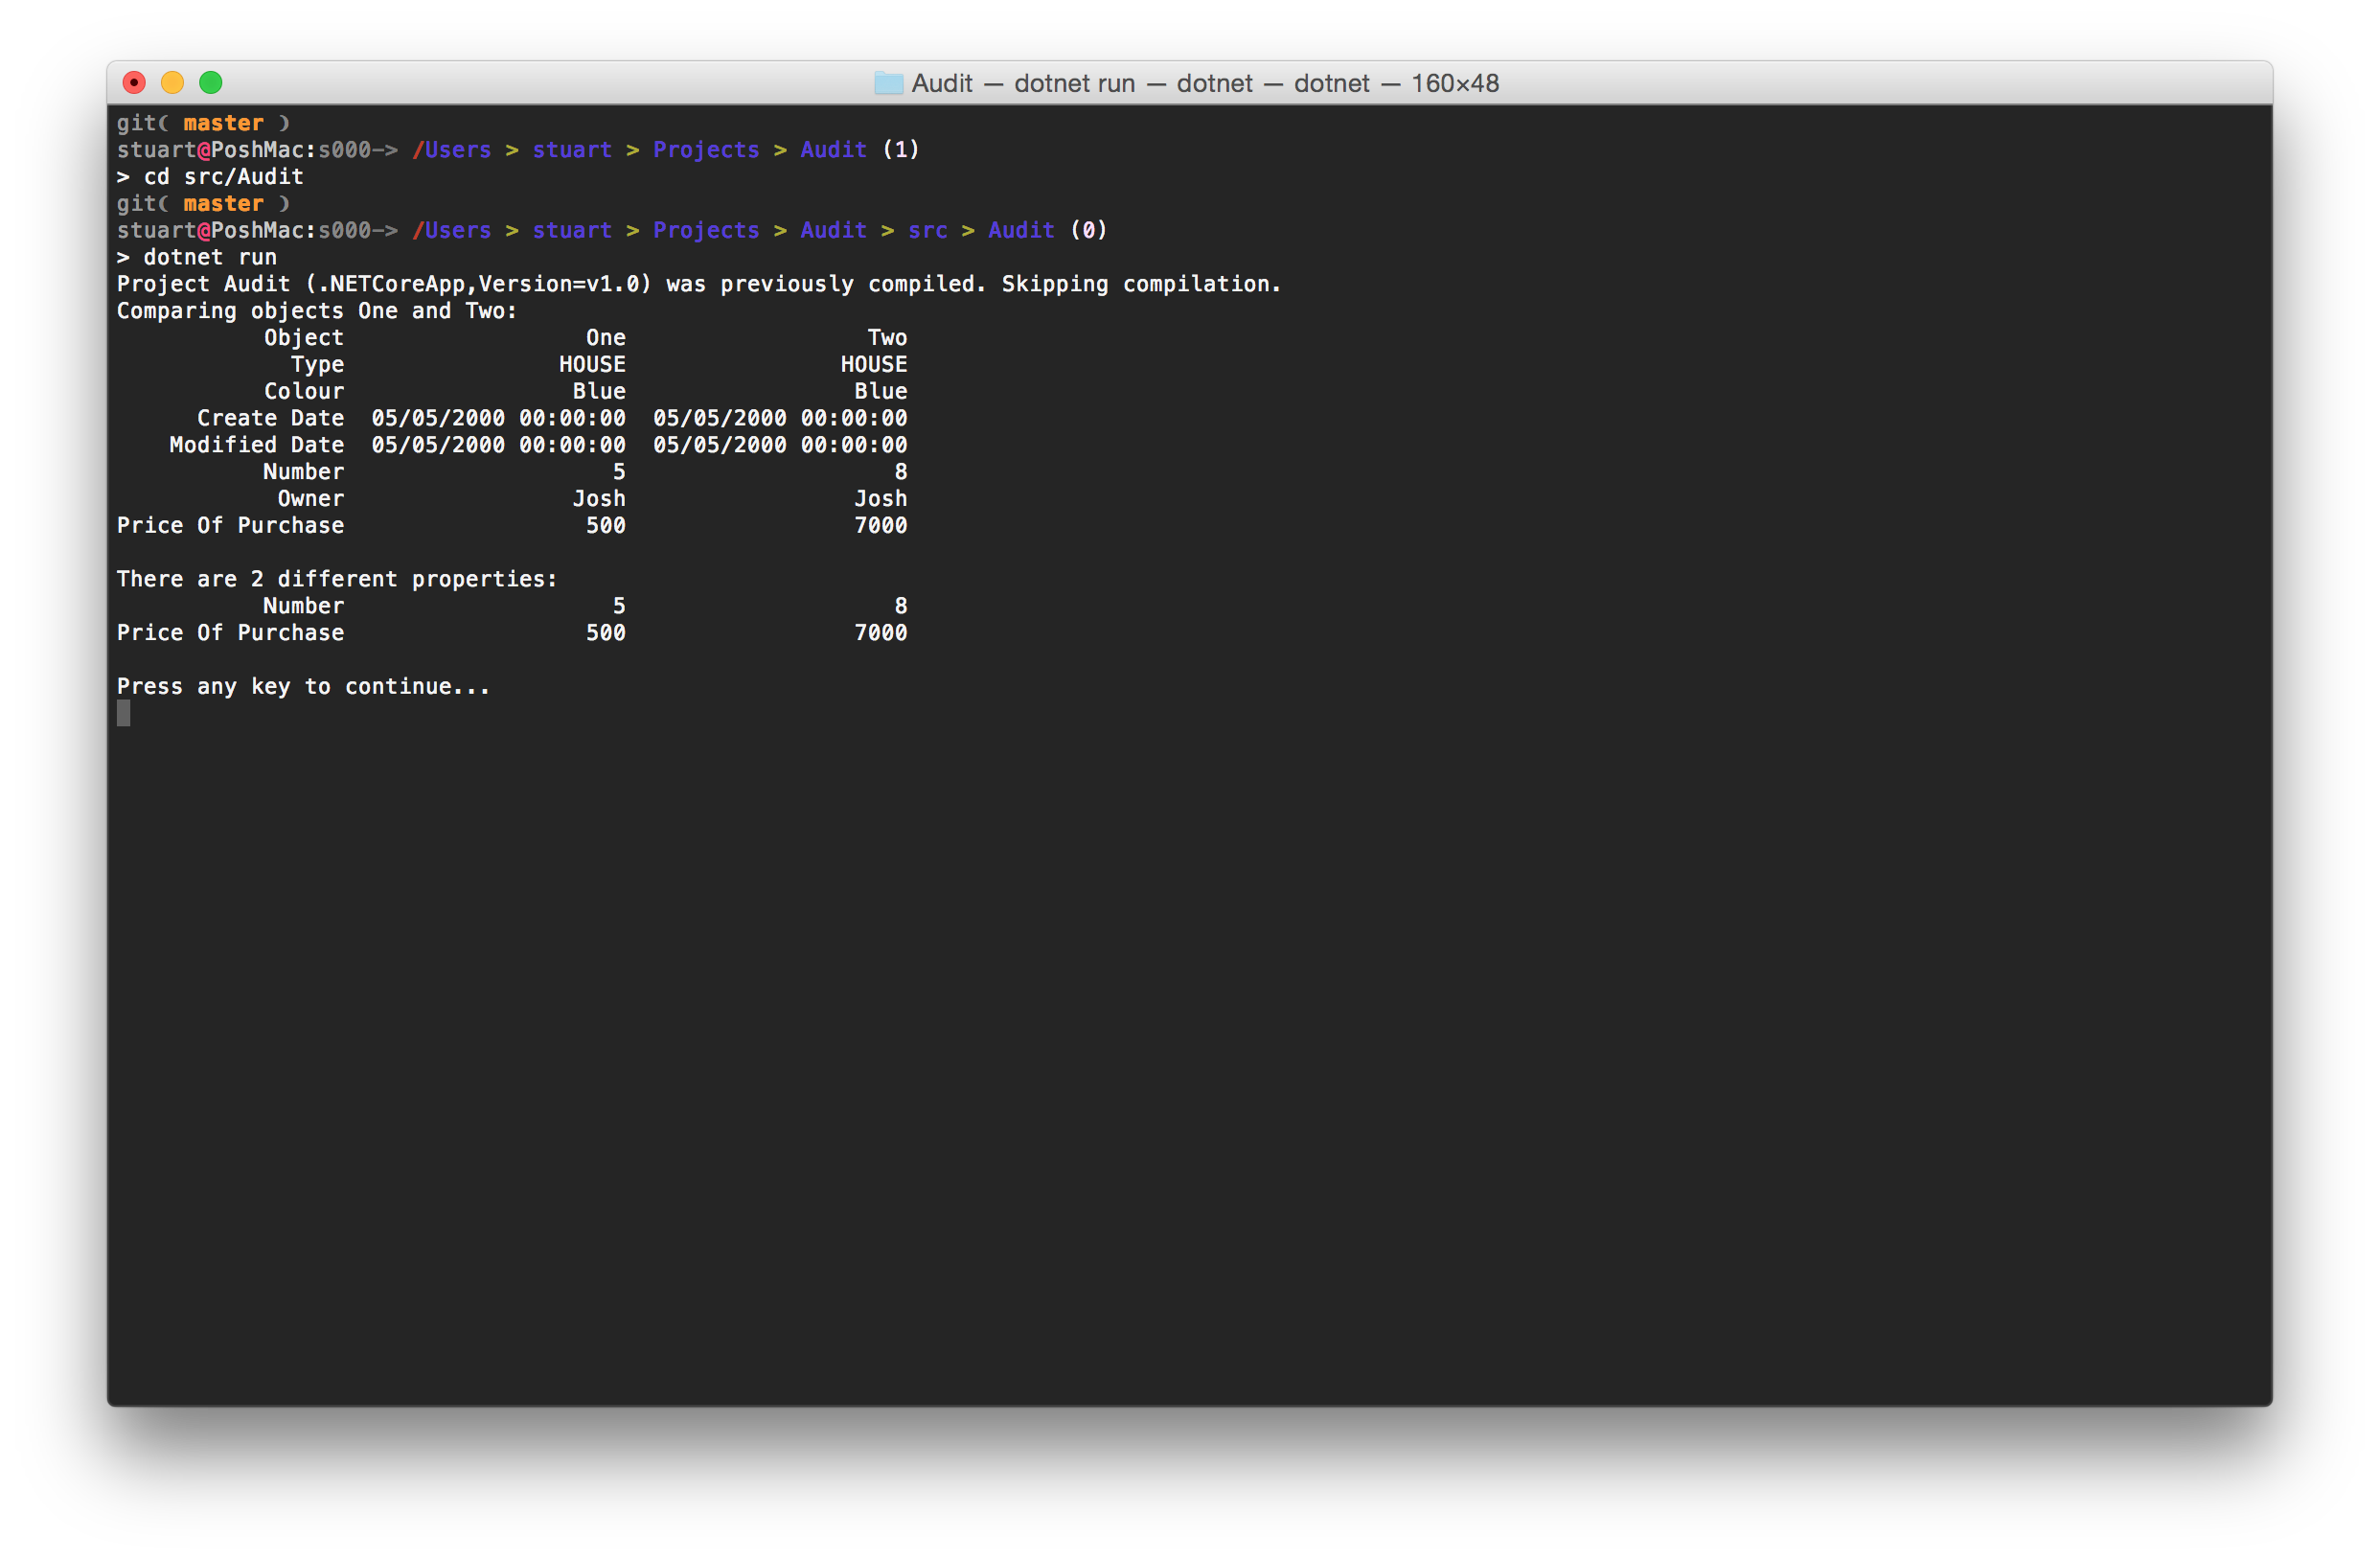 Audit — dotnet run — dotnet — dotnet — 160×48
git( master )
stuart@PoshMac:s000-> /Users > stuart > Projects > Audit (1)
> cd src/Audit
git( master )
stuart@PoshMac:s000-> /Users > stuart > Projects > Audit > src > Audit (0)
> dotnet run
Project Audit (.NETCoreApp,Version=v1.0) was previously compiled. Skipping compilation.
Comparing objects One and Two:
           Object                  One                  Two
             Type                HOUSE                HOUSE
           Colour                 Blue                 Blue
      Create Date  05/05/2000 00:00:00  05/05/2000 00:00:00
    Modified Date  05/05/2000 00:00:00  05/05/2000 00:00:00
           Number                    5                    8
            Owner                 Josh                 Josh
Price Of Purchase                  500                 7000
There are 2 different properties:
           Number                    5                    8
Price Of Purchase                  500                 7000
Press any key to continue...